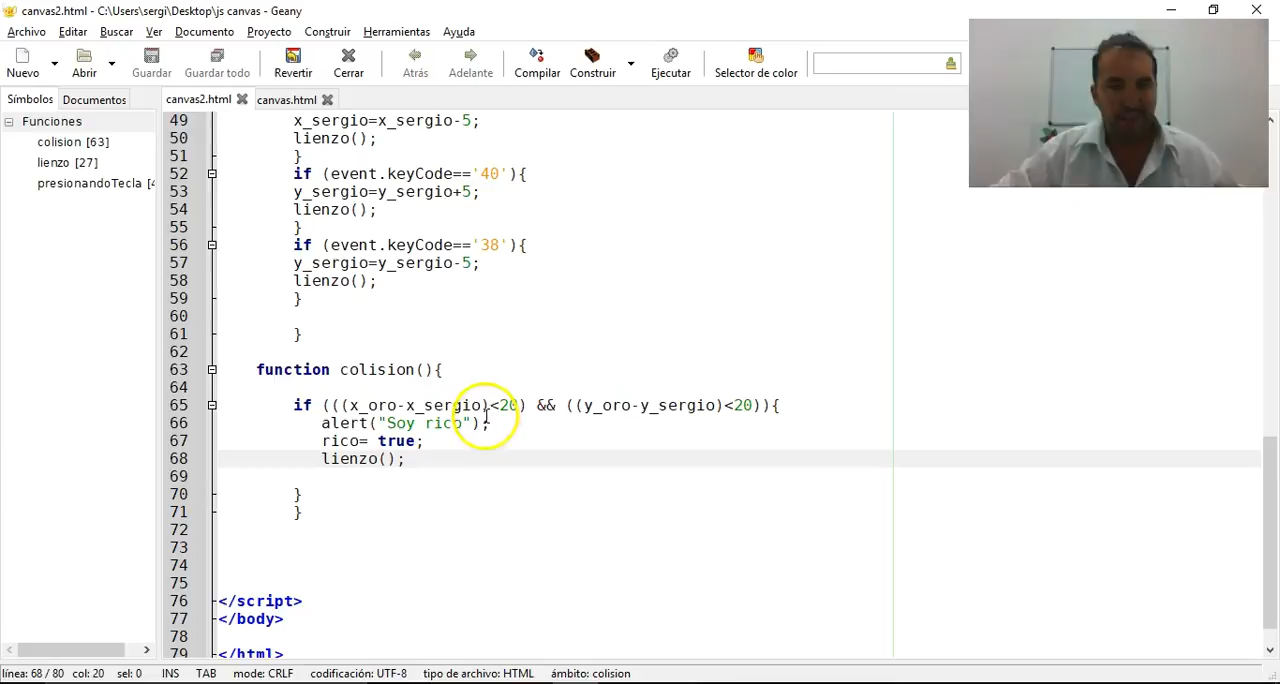 canvas2.html - C:\Users\sergi\Desktop\js canvas - Geany
Archivo Editar Buscar Ver Documento Proyecto Construir Herramientas Ayuda
Nuevo Abrir Guardar Guardar todo Revertir Cerrar Atrás Adelante Compilar Construir Ejecutar Selector de color
Símbolos Documentos canvas2.html canvas.html
Funciones
colision [63]
lienzo [27]
presionandoTecla [4
49 x_sergio=x_sergio-5;
50 lienzo();
51 }
52 if (event.keyCode=='40'){
53 y_sergio=y_sergio+5;
54 lienzo();
55 }
56 if (event.keyCode=='38'){
57 y_sergio=y_sergio-5;
58 lienzo();
59 }
60
61 }
62
63 function colision(){
64
65 if (((x_oro-x_sergio)<20) && ((y_oro-y_sergio)<20)){
66 alert("Soy rico");
67 rico= true;
68 lienzo();
69
70 }
71 }
72
73
74
75
76 </script>
77 </body>
78
79 </html>
línea: 68 / 80 col: 20 sel: 0 INS TAB mode: CRLF codificación: UTF-8 tipo de archivo: HTML ámbito: colision